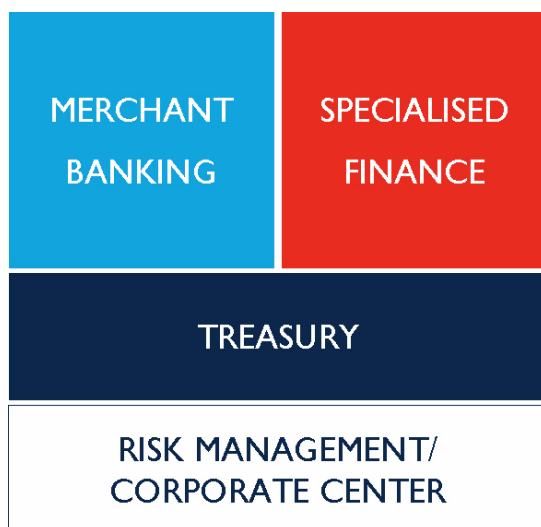 MERCHANT
BANKING
SPECIALISED
FINANCE
TREASURY
RISK MANAGEMENT/
CORPORATE CENTER